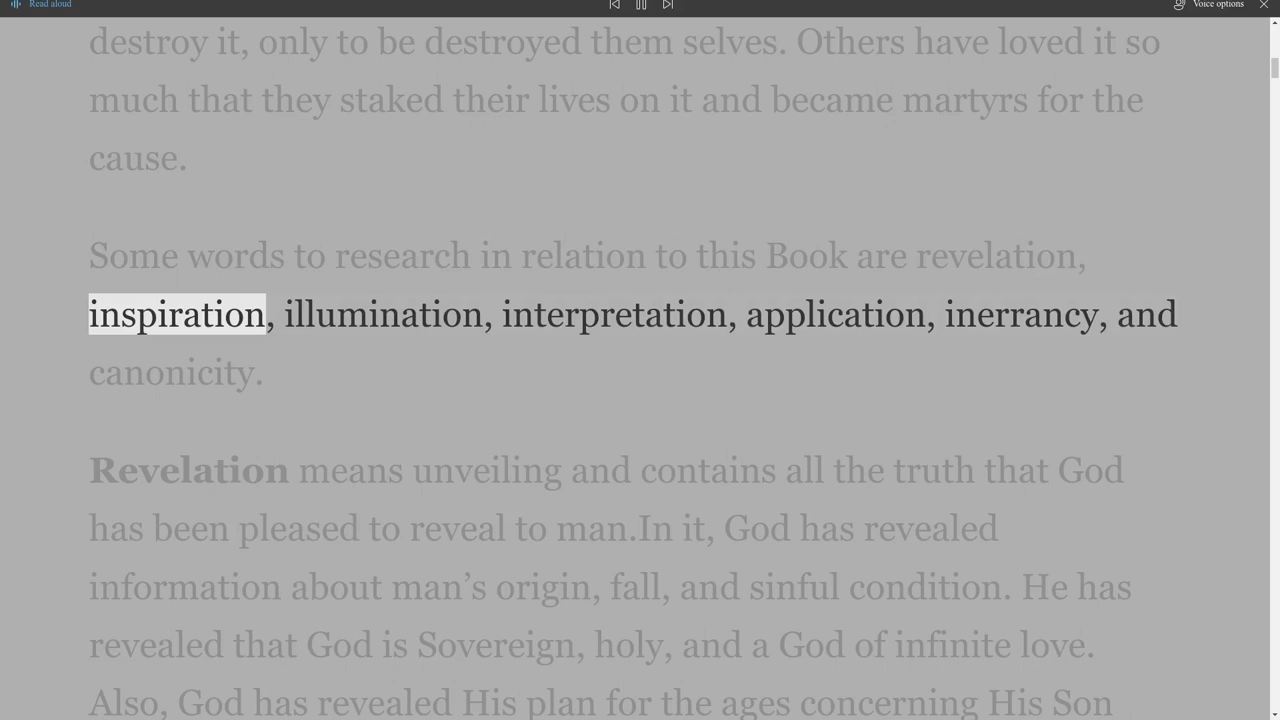 Read aloud
Voice options
destroy it, only to be destroyed them selves. Others have loved it so
much that they staked their lives on it and became martyrs for the
cause.
Some words to research in relation to this Book are revelation,
inspiration, illumination, interpretation, application, inerrancy, and
canonicity.
Revelation means unveiling and contains all the truth that God
has been pleased to reveal to man.In it, God has revealed
information about man’s origin, fall, and sinful condition. He has
revealed that God is Sovereign, holy, and a God of infinite love.
Also, God has revealed His plan for the ages concerning His Son